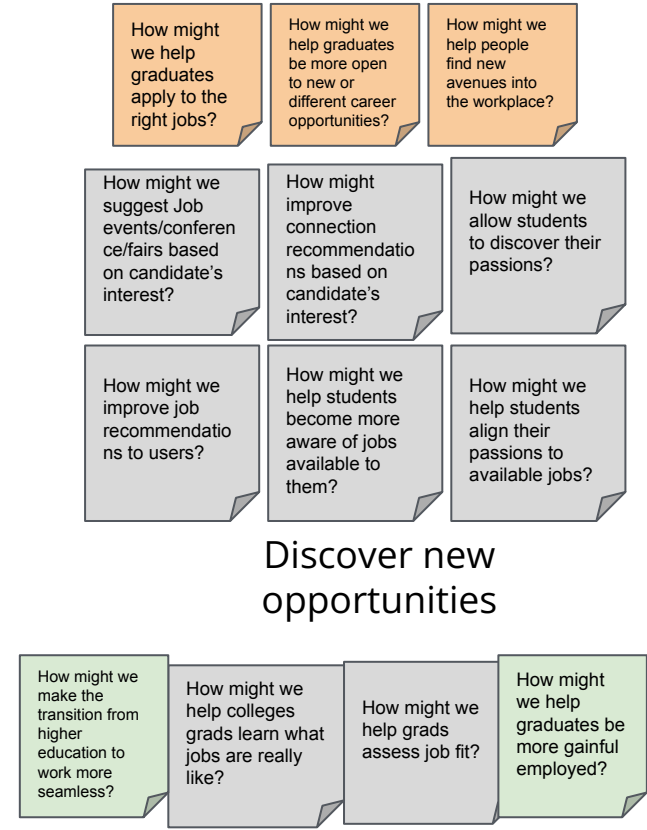 How might
we help
graduates
apply to the
right jobs?
How might we
help graduates
be more open
to new or
different career
opportunities?
How might we
help people
find new
avenues into
the workplace?
How might we
suggest Job
events/conferen
ce/fairs based
on candidate's
interest?
How might
improve
connection
recommendatio
ns based on
candidate's
interest?
How might we
allow students
to discover their
passions?
How might we
improve job
recommendatio
ns to users?
How might we
help students
become more
aware of jobs
available to
them?
How might we
help students
align their
passions to
available jobs?
Discover new
opportunities
How might we
make the
transition from
higher
education to
work more
seamless?
How might we
help colleges
grads learn what
jobs are really
like?
How might we
help grads
assess job fit?
How might
we help
graduates be
more gainful
employed?